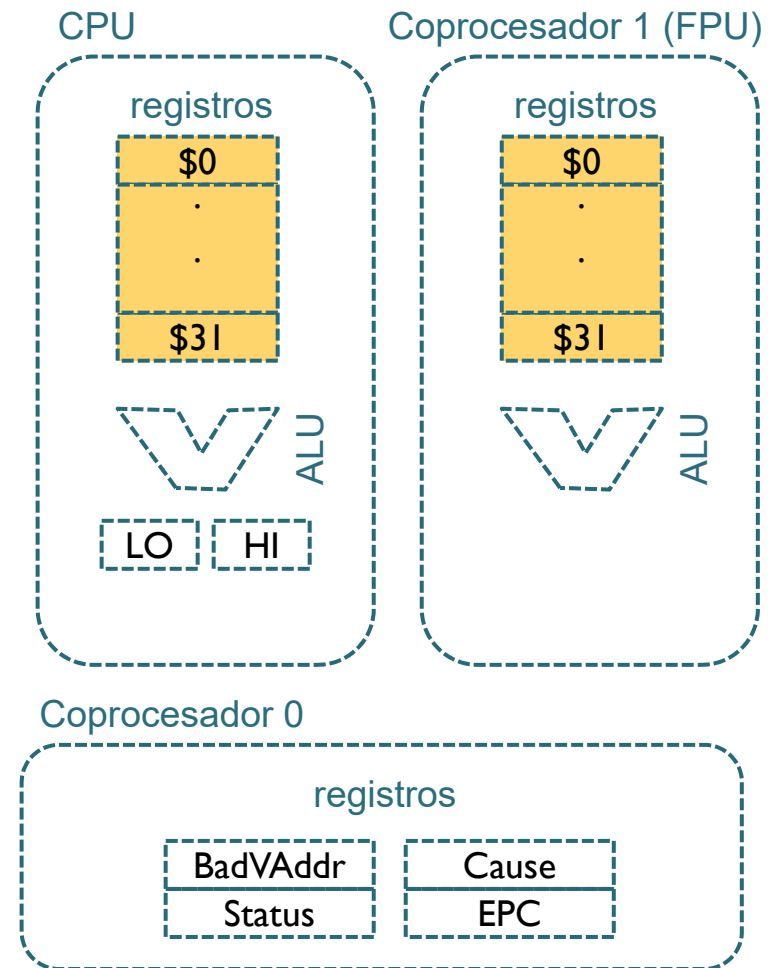 CPU
registros
$0
.
.
$31
ALU
LO HI
Coprocesador 1 (FPU)
registros
$0
.
.
$31
ALU
Coprocesador 0
registros
BadVAddr Cause
Status EPC